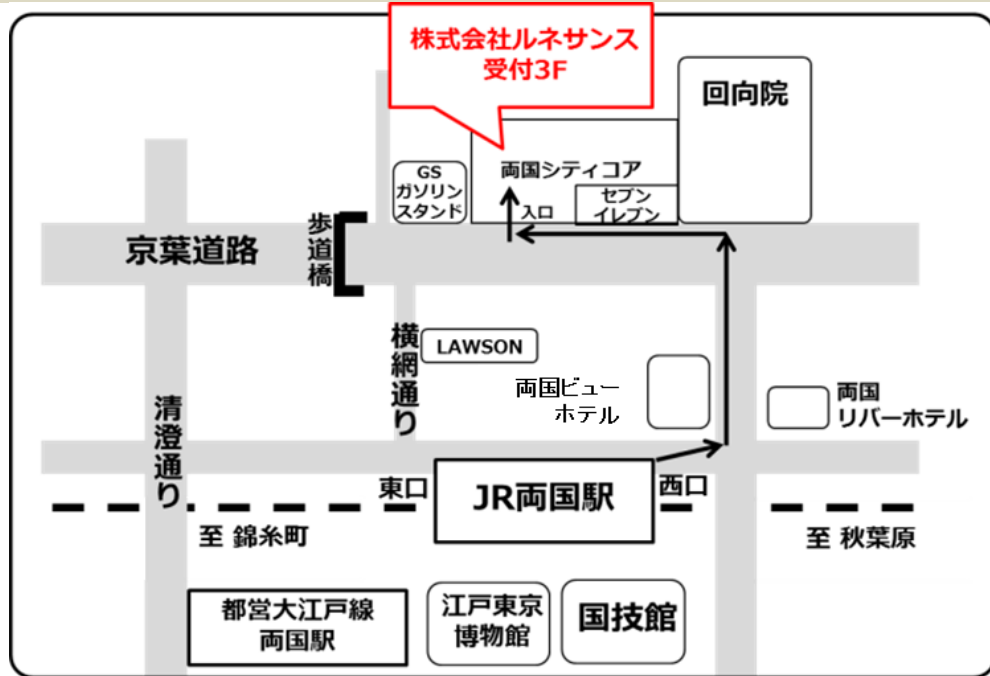 株式会社ルネサンス
受付3F
回向院
GS
ガソリン
スタンド
両国シティコア
セブン
イレブン
入口
歩道橋
京葉道路
横網通り
LAWSON
両国ビュー
ホテル
両国
リバーホテル
清澄通り
東口
JR両国駅
西口
至 錦糸町
至 秋葉原
都営大江戸線
両国駅
江戸東京
博物館
国技館